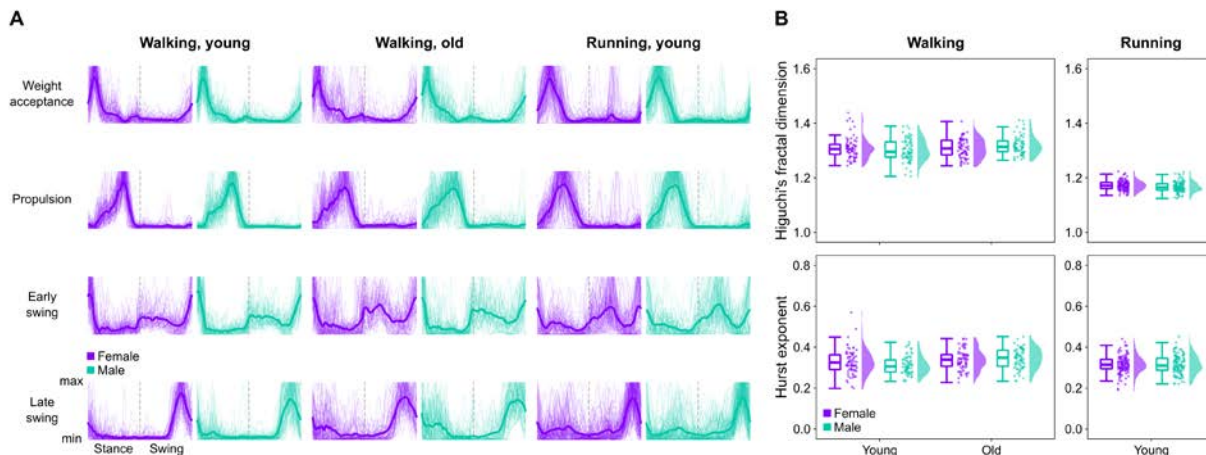 A
Walking, young
Walking, old
Running, young
Weight
acceptance
Propulsion
Early
swing
Female
Male
Late
swing
max
min
Stance
Swing
B
Walking
Running
Higuchi's fractal dimension
1.6
1.4
1.2
1.0
1.6
1.4
1.2
1.0
Hurst exponent
0.8
0.6
0.4
0.2
0.0
0.8
0.6
0.4
0.2
0.0
Female
Male
Young
Old
Young